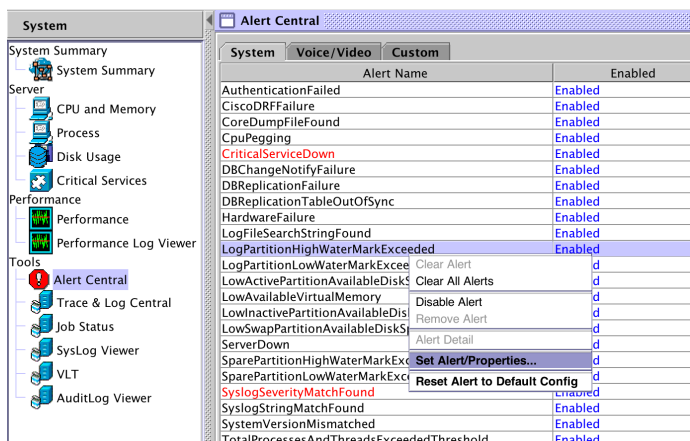 System
System Summary
System Summary
Server
CPU and Memory
Process
Disk Usage
Critical Services
Performance
Performance
Performance Log Viewer
Tools
Alert Central
Trace & Log Central
Job Status
SysLog Viewer
VLT
AuditLog Viewer
Alert Central
System Voice/Video Custom
Alert Name Enabled
AuthenticationFailed Enabled
CiscoDRFFailure Enabled
CoreDumpFileFound Enabled
CpuPegging Enabled
CriticalServiceDown Enabled
DBChangeNotifyFailure Enabled
DBReplicationFailure Enabled
DBReplicationTableOutOfSync Enabled
HardwareFailure Enabled
LogFileSearchStringFound Enabled
LogPartitionHighWaterMarkExceeded Enabled
LogPartitionLowWaterMarkExcee d
LowActivePartitionAvailableDiskS d
LowAvailableVirtualMemory d
LowInactivePartitionAvailableDis d
LowSwapPartitionAvailableDiskSp d
ServerDown d
SparePartitionHighWaterMarkExc d
SparePartitionLowWaterMarkExce d
SyslogSeverityMatchFound Enabled
SyslogStringMatchFound Enabled
SystemVersionMismatched Enabled
TotalProcessesAndThreadsExceededThreshold Enabled
Clear Alert
Clear All Alerts
Disable Alert
Remove Alert
Alert Detail
Set Alert/Properties...
Reset Alert to Default Config